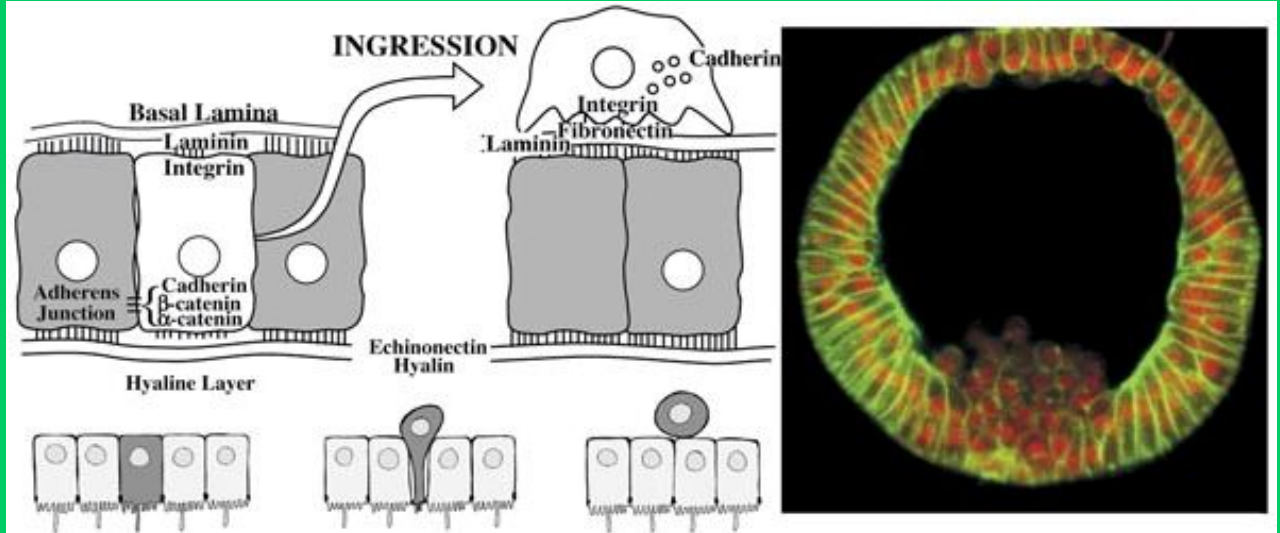 INGRESSION
Cadherin
Integrin
Fibronectin
Laminin
Basal Lamina
Laminin
Integrin
Adherens
Junction
Cadherin
β-catenin
α-catenin
Echinonectin
Hyalin
Hyaline Layer